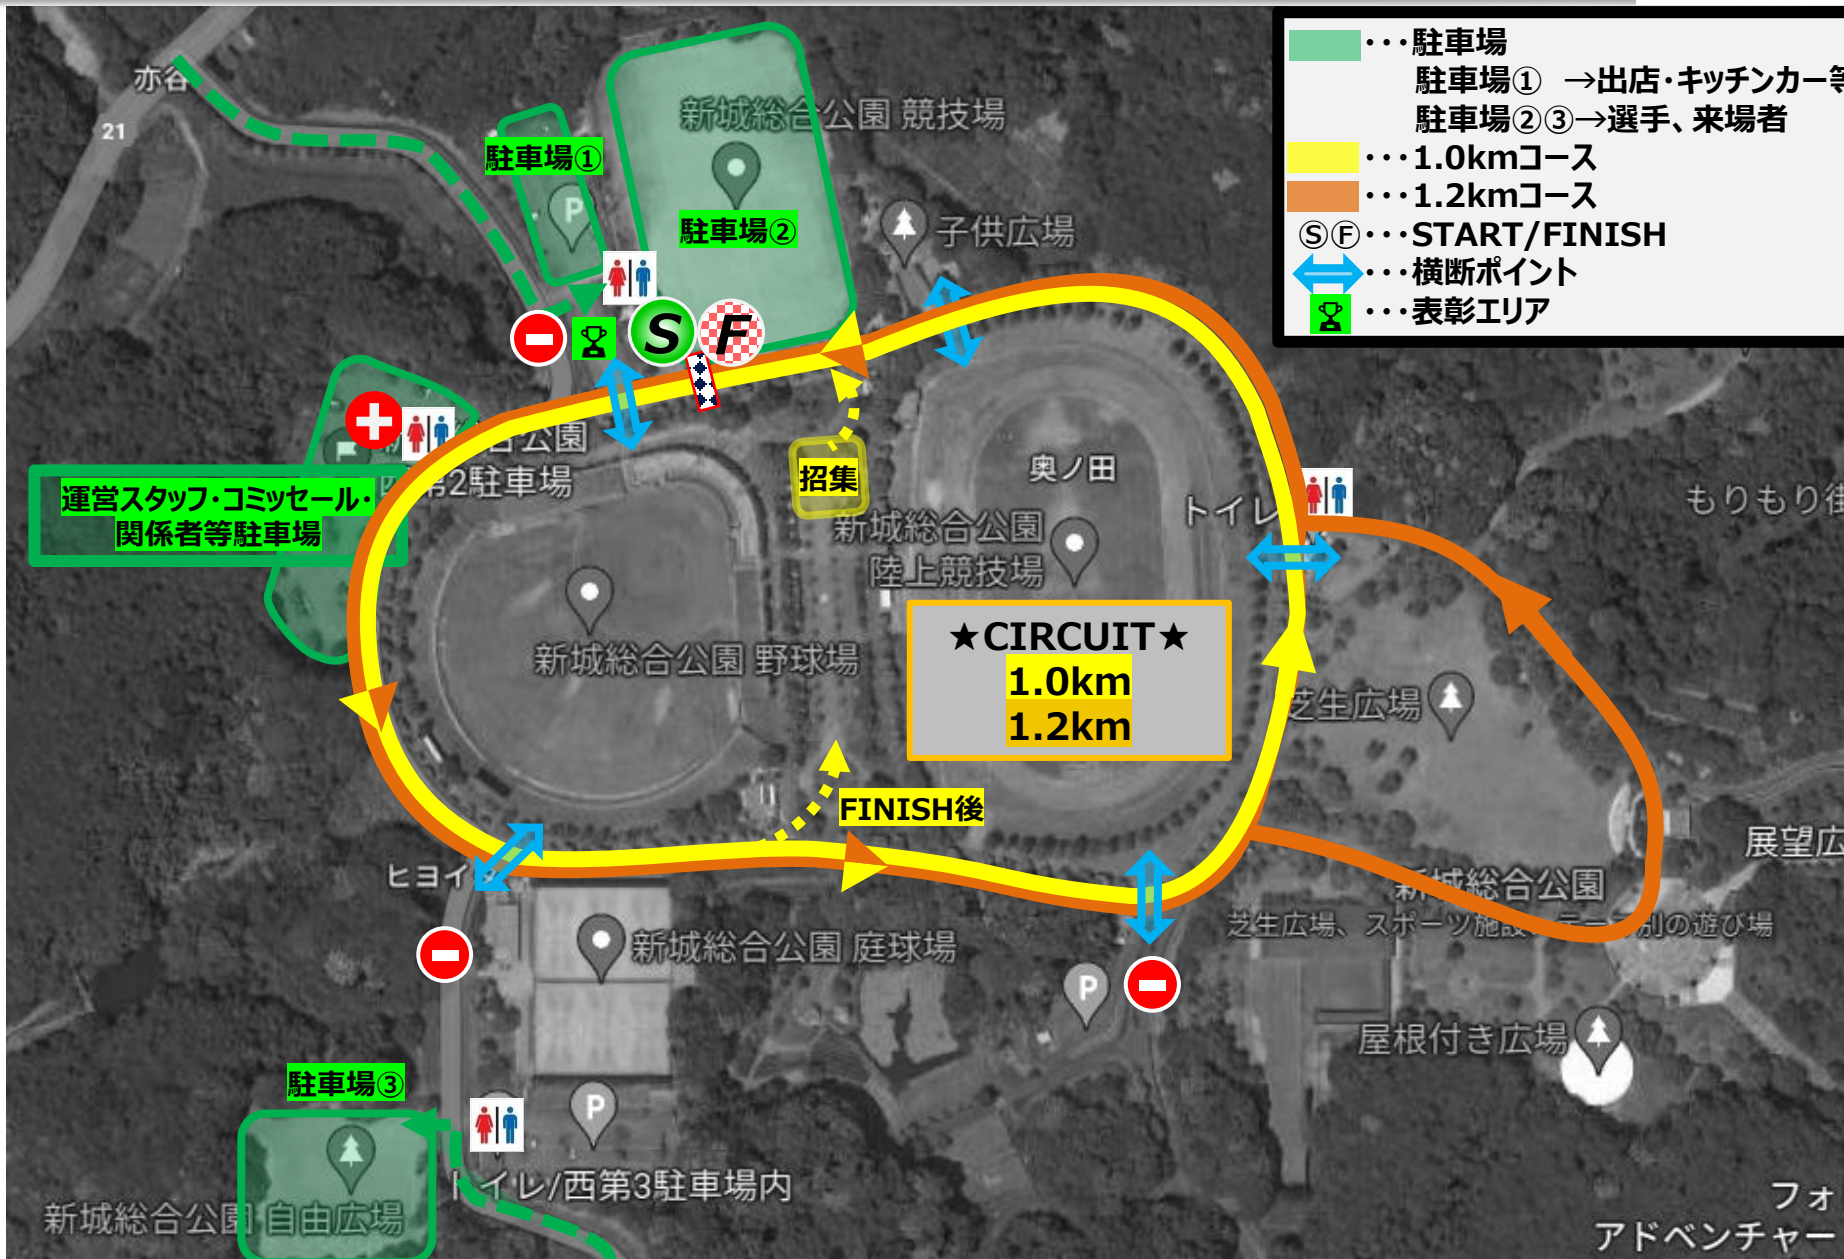 ・・・駐車場
駐車場① →出店・キッチンカー等
駐車場②③→選手、来場者
・・・1.0kmコース
・・・1.2kmコース
ⓈⒻ・・・START/FINISH
・・・横断ポイント
・・・表彰エリア
亦谷
21
駐車場①
P
新城総合公園 競技場
駐車場②
子供広場
S
F
公園
第2駐車場
運営スタッフ・コミッセール・
関係者等駐車場
招集
奥ノ田
新城総合公園
陸上競技場
トイレ
もりもり街
新城総合公園 野球場
★CIRCUIT★
1.0km
1.2km
芝生広場
FINISH後
展望広
ヒヨイ
新城総合公園
芝生広場、スポーツ施設、テーマ別の遊び場
新城総合公園 庭球場
P
屋根付き広場
駐車場③
P
トイレ/西第3駐車場内
新城総合公園 自由広場
フォ
アドベンチャー